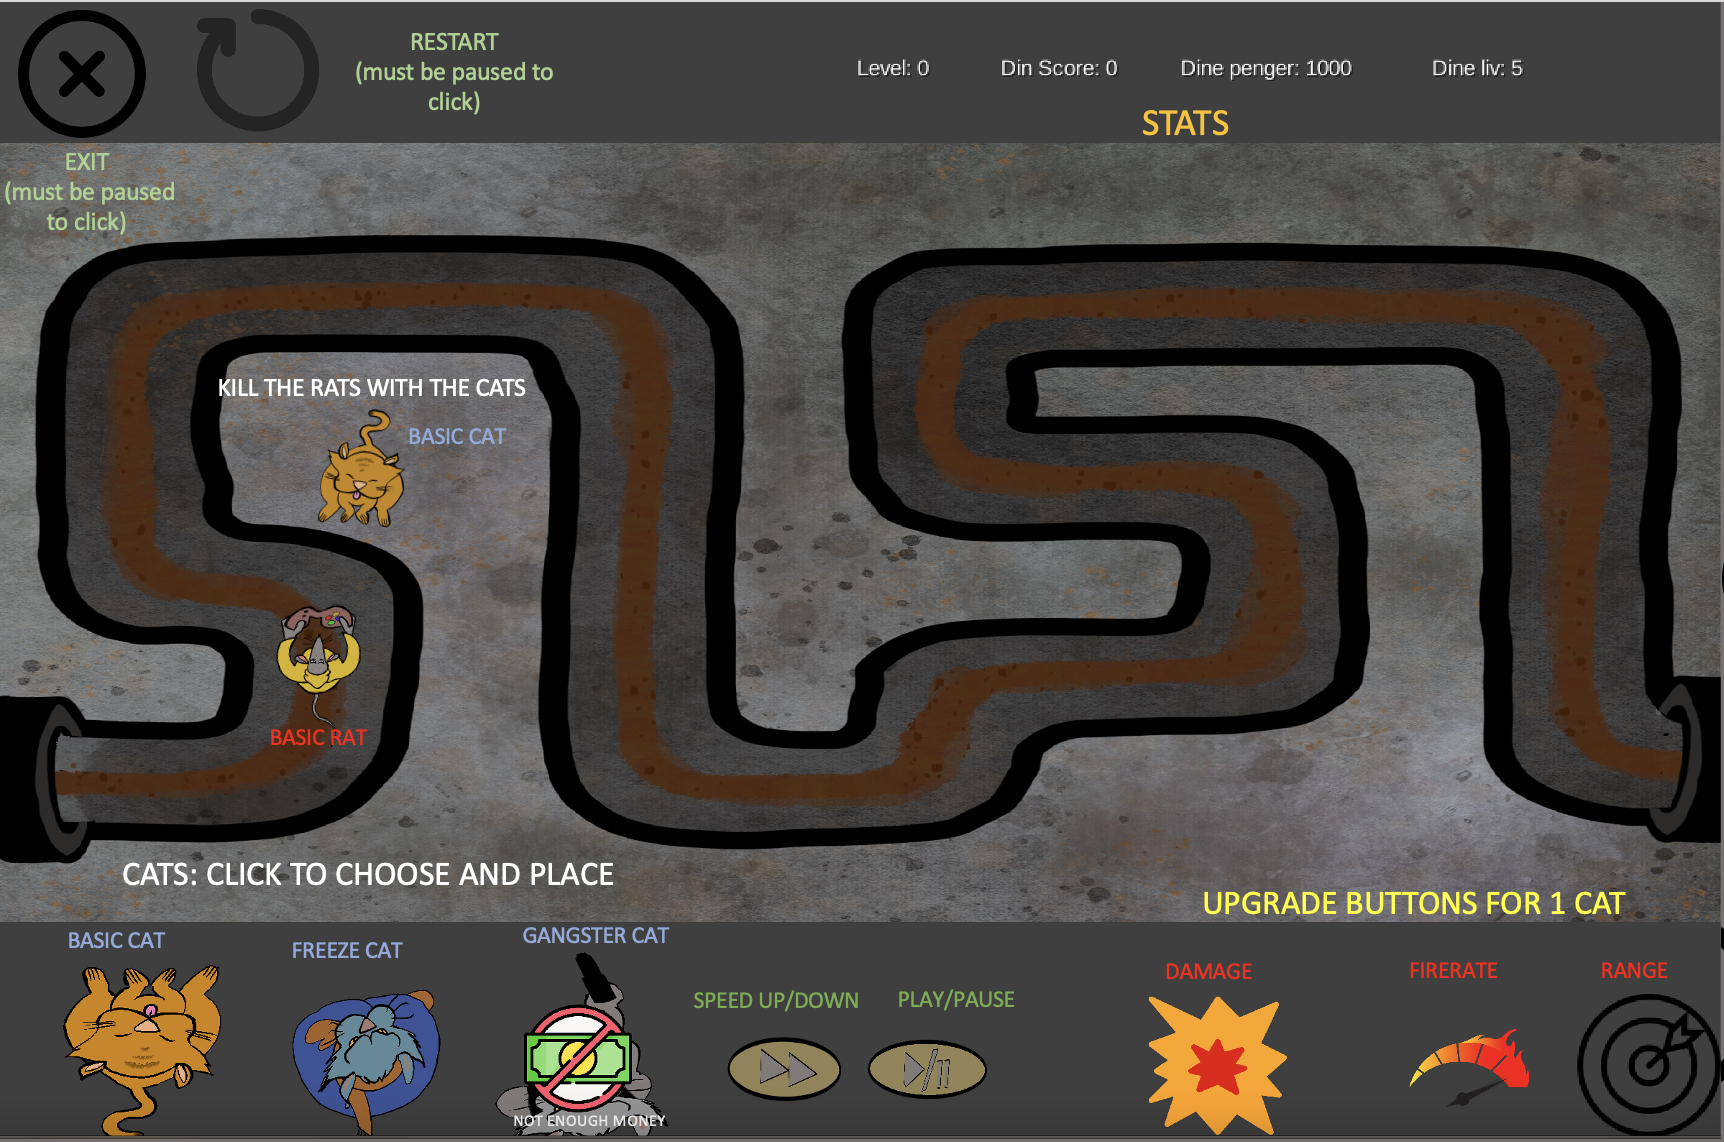 RESTART
(must be paused to
click)
Level: 0
Din Score: 0
Dine penger: 1000
Dine liv: 5
STATS
EXIT
(must be paused
to click)
KILL THE RATS WITH THE CATS
BASIC CAT
BASIC RAT
CATS: CLICK TO CHOOSE AND PLACE
UPGRADE BUTTONS FOR 1 CAT
BASIC CAT
FREEZE CAT
GANGSTER CAT
NOT ENOUGH MONEY
SPEED UP/DOWN
PLAY/PAUSE
DAMAGE
FIRERATE
RANGE